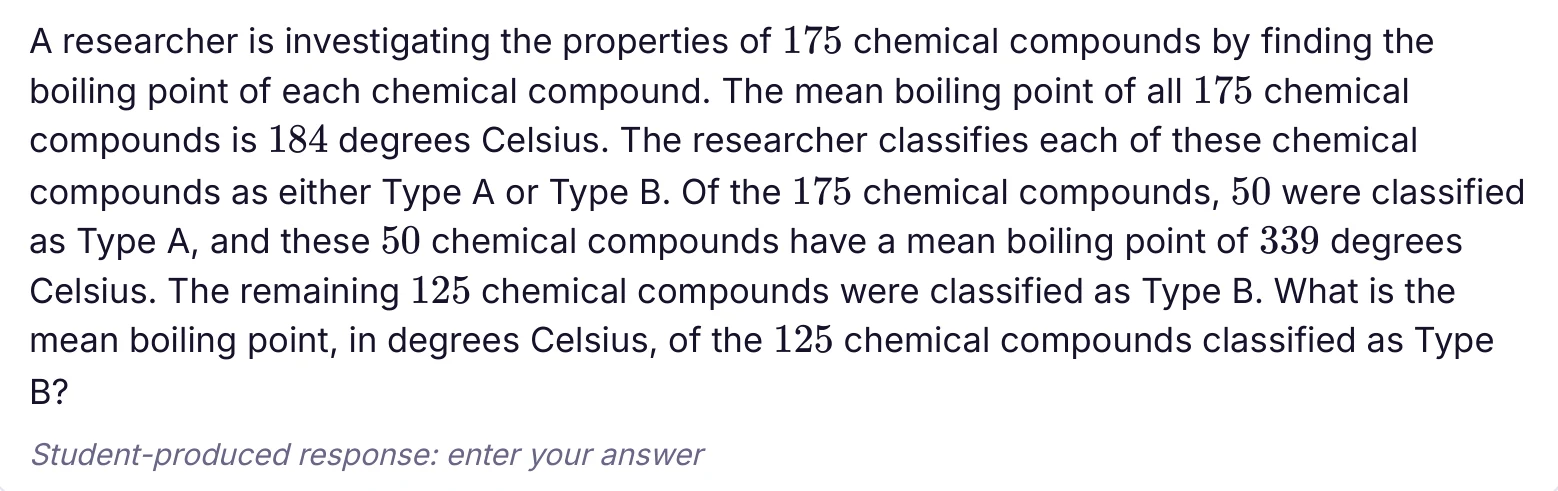 A researcher is investigating the properties of 175 chemical compounds by finding the
boiling point of each chemical compound. The mean boiling point of all 175 chemical
compounds is 184 degrees Celsius. The researcher classifies each of these chemical
compounds as either Type A or Type B. Of the 175 chemical compounds, 50 were classified
as Type A, and these 50 chemical compounds have a mean boiling point of 339 degrees
Celsius. The remaining 125 chemical compounds were classified as Type B. What is the
mean boiling point, in degrees Celsius, of the 125 chemical compounds classified as Type
B?
Student-produced response: enter your answer